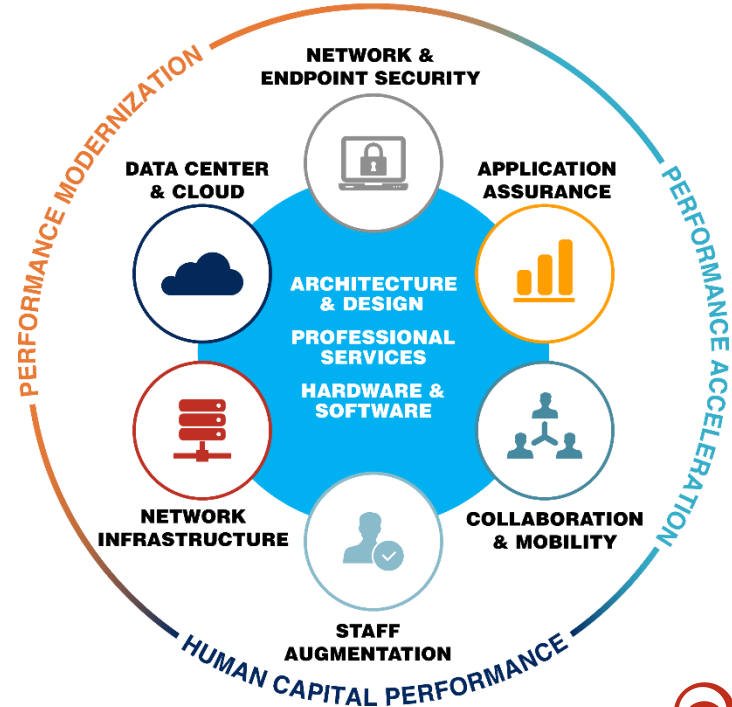 NETWORK &
ENDPOINT SECURITY
PERFORMANCE MODERNIZATION
DATA CENTER
& CLOUD
APPLICATION
ASSURANCE
PERFORMANCE ACCELERATION
ARCHITECTURE
& DESIGN
PROFESSIONAL
SERVICES
HARDWARE &
SOFTWARE
NETWORK
INFRASTRUCTURE
COLLABORATION
& MOBILITY
STAFF
AUGMENTATION
HUMAN CAPITAL PERFORMANCE